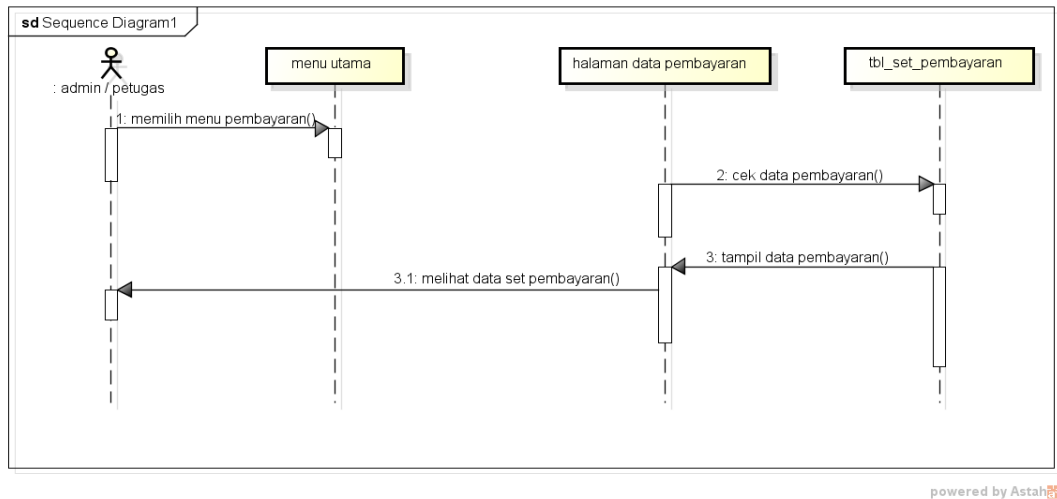 sd Sequence Diagram1
: admin / petugas
menu utama
halaman data pembayaran
tbl_set_pembayaran
1: memilih menu pembayaran()
2: cek data pembayaran()
3: tampil data pembayaran()
3.1: melihat data set pembayaran()
powered by Astah